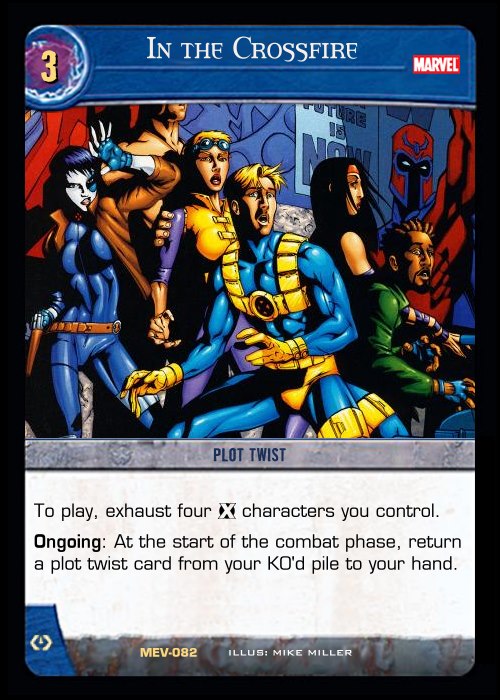 3
In the Crossfire
MARVEL
FUTURE
IS
NOW
PLOT TWIST
To play, exhaust four X characters you control.
Ongoing: At the start of the combat phase, return
a plot twist card from your KO'd pile to your hand.
MEV-082 ILLUS: MIKE MILLER